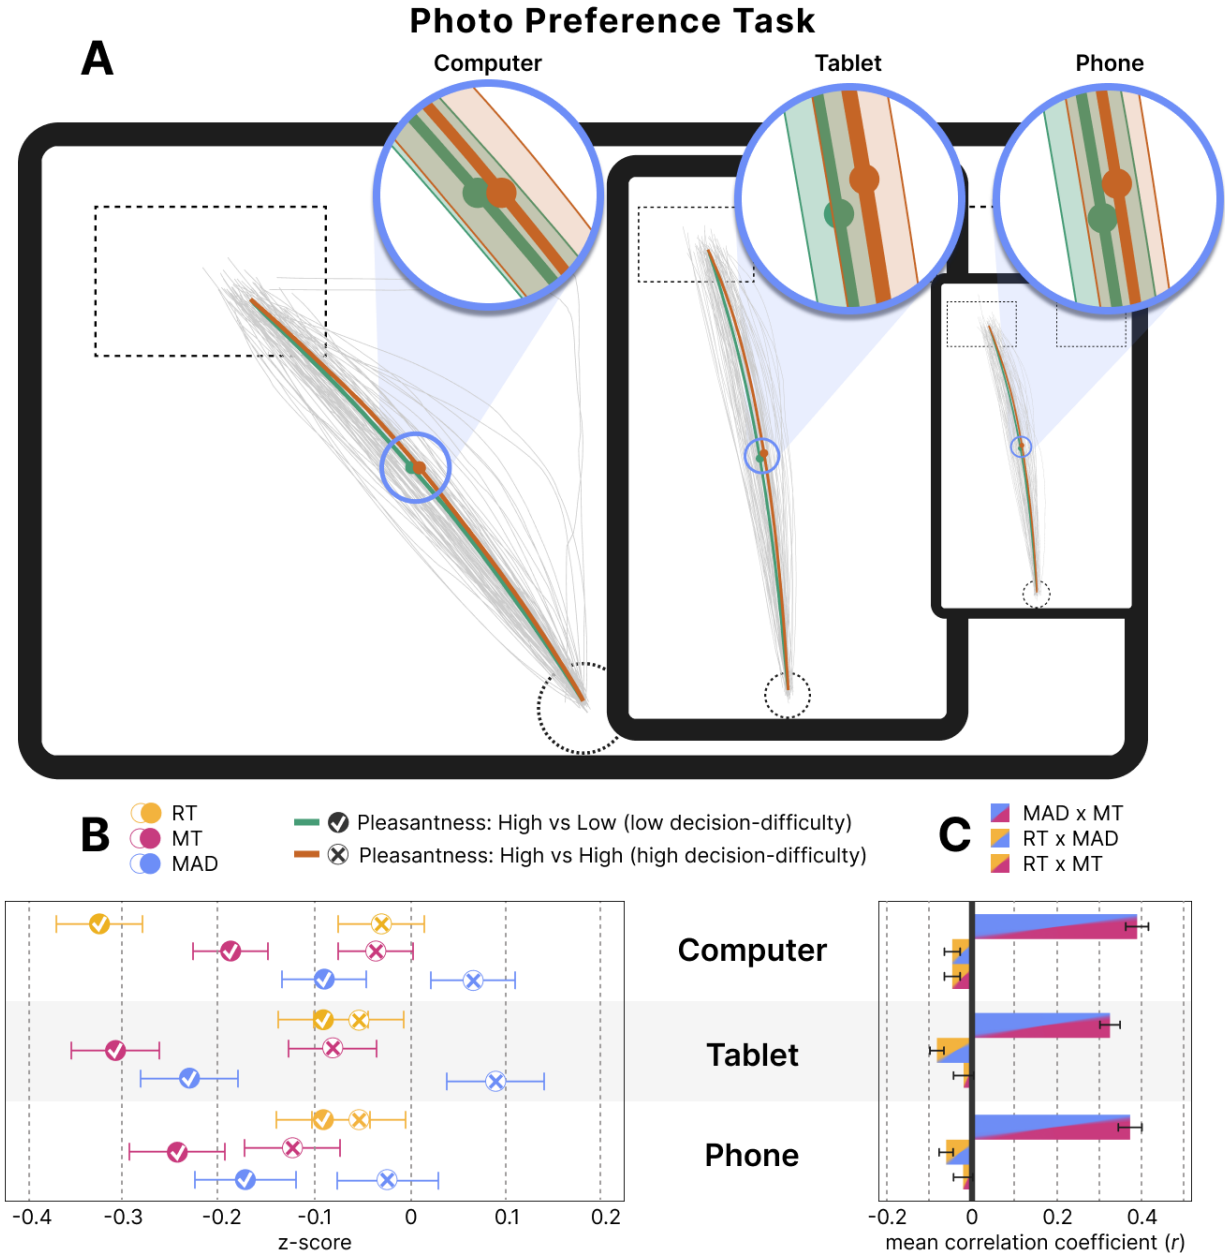 Photo Preference Task
A
Computer
Tablet
Phone
B
RT
MT
MAD
Pleasantness: High vs Low (low decision-difficulty)
Pleasantness: High vs High (high decision-difficulty)
C
MAD x MT
RT x MAD
RT x MT
Computer
Tablet
Phone
-0.4 -0.3 -0.2 -0.1 0 0.1 0.2
z-score
-0.2 0 0.2 0.4
mean correlation coefficient (r)